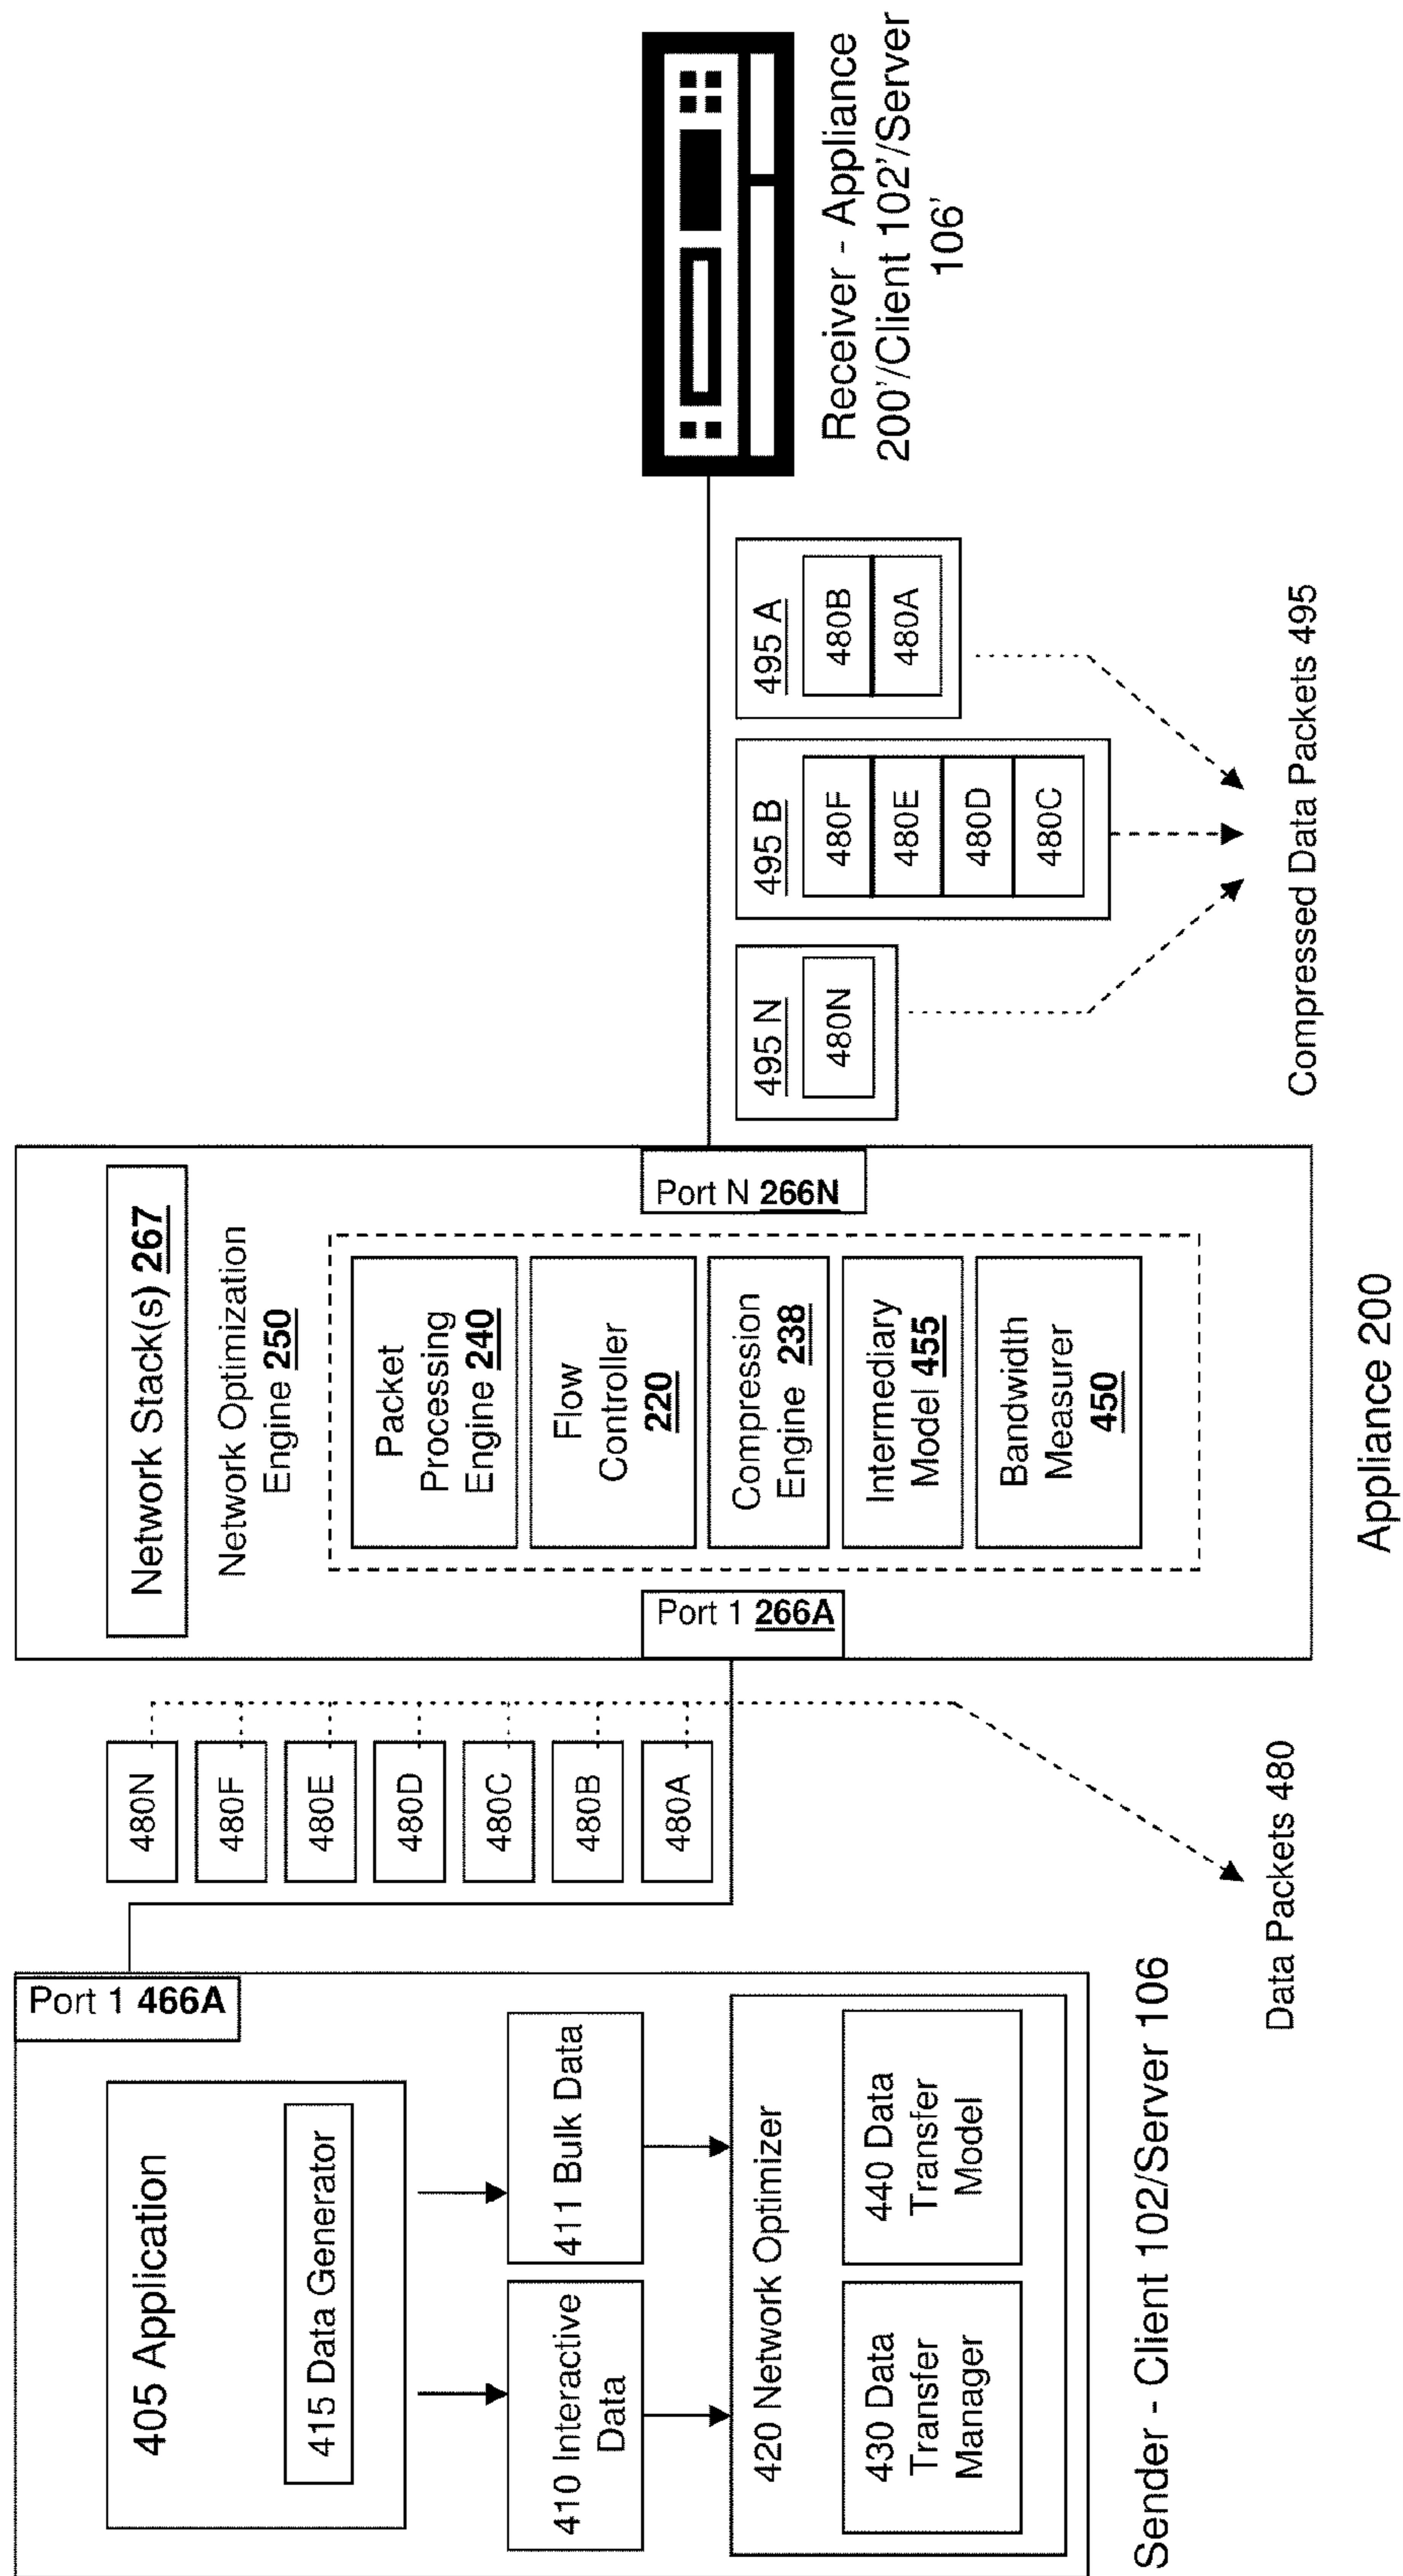 Port 1 466A
405 Application
415 Data Generator
410 Interactive
Data
411 Bulk Data
420 Network Optimizer
430 Data
Transfer
Manager
440 Data
Transfer
Model
Sender - Client 102/Server 106
480N
480F
480E
480D
480C
480B
480A
Data Packets 480
Network Stack(s) 267
Network Optimization
Engine 250
Packet
Processing
Engine 240
Flow
Controller
220
Compression
Engine 238
Intermediary
Model 455
Bandwidth
Measurer
450
Port 1 266A
Port N 266N
Appliance 200
495 N
480N
495 B
480F
480E
480D
480C
495 A
480B
480A
Compressed Data Packets 495
Receiver - Appliance
200'/Client 102'/Server
106'